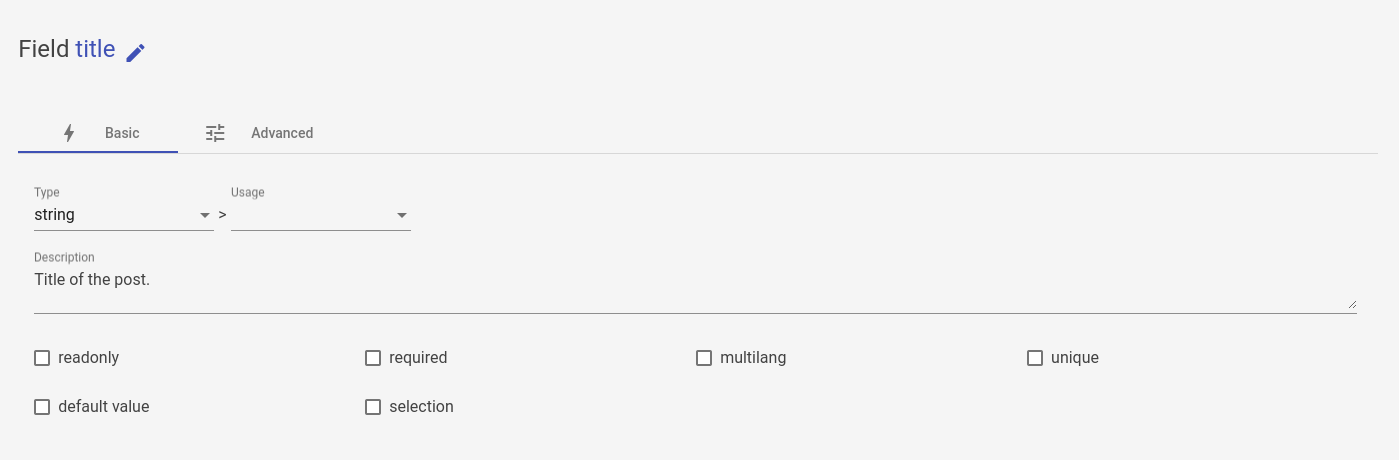 Field title
Basic Advanced
Type Usage
string >
Description
Title of the post.
readonly required multilang unique
default value selection